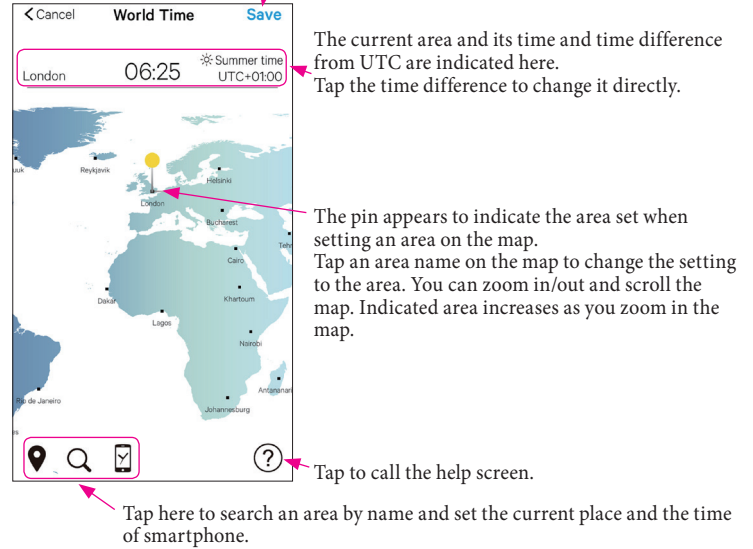 Cancel World Time Save
London 06:25 Summer time
UTC+01:00
The current area and its time and time difference
from UTC are indicated here.
Tap the time difference to change it directly.
uuk
Reykjavik
Helsinki
London
Bucharest
Tehr
Cairo
Dakar
Khartoum
Lagos
Nairobi
Rio de Janeiro
Antananari
Johannesburg
es
The pin appears to indicate the area set when
setting an area on the map.
Tap an area name on the map to change the setting
to the area. You can zoom in/out and scroll the
map. Indicated area increases as you zoom in the
map.
?
Tap to call the help screen.
Tap here to search an area by name and set the current place and the time
of smartphone.